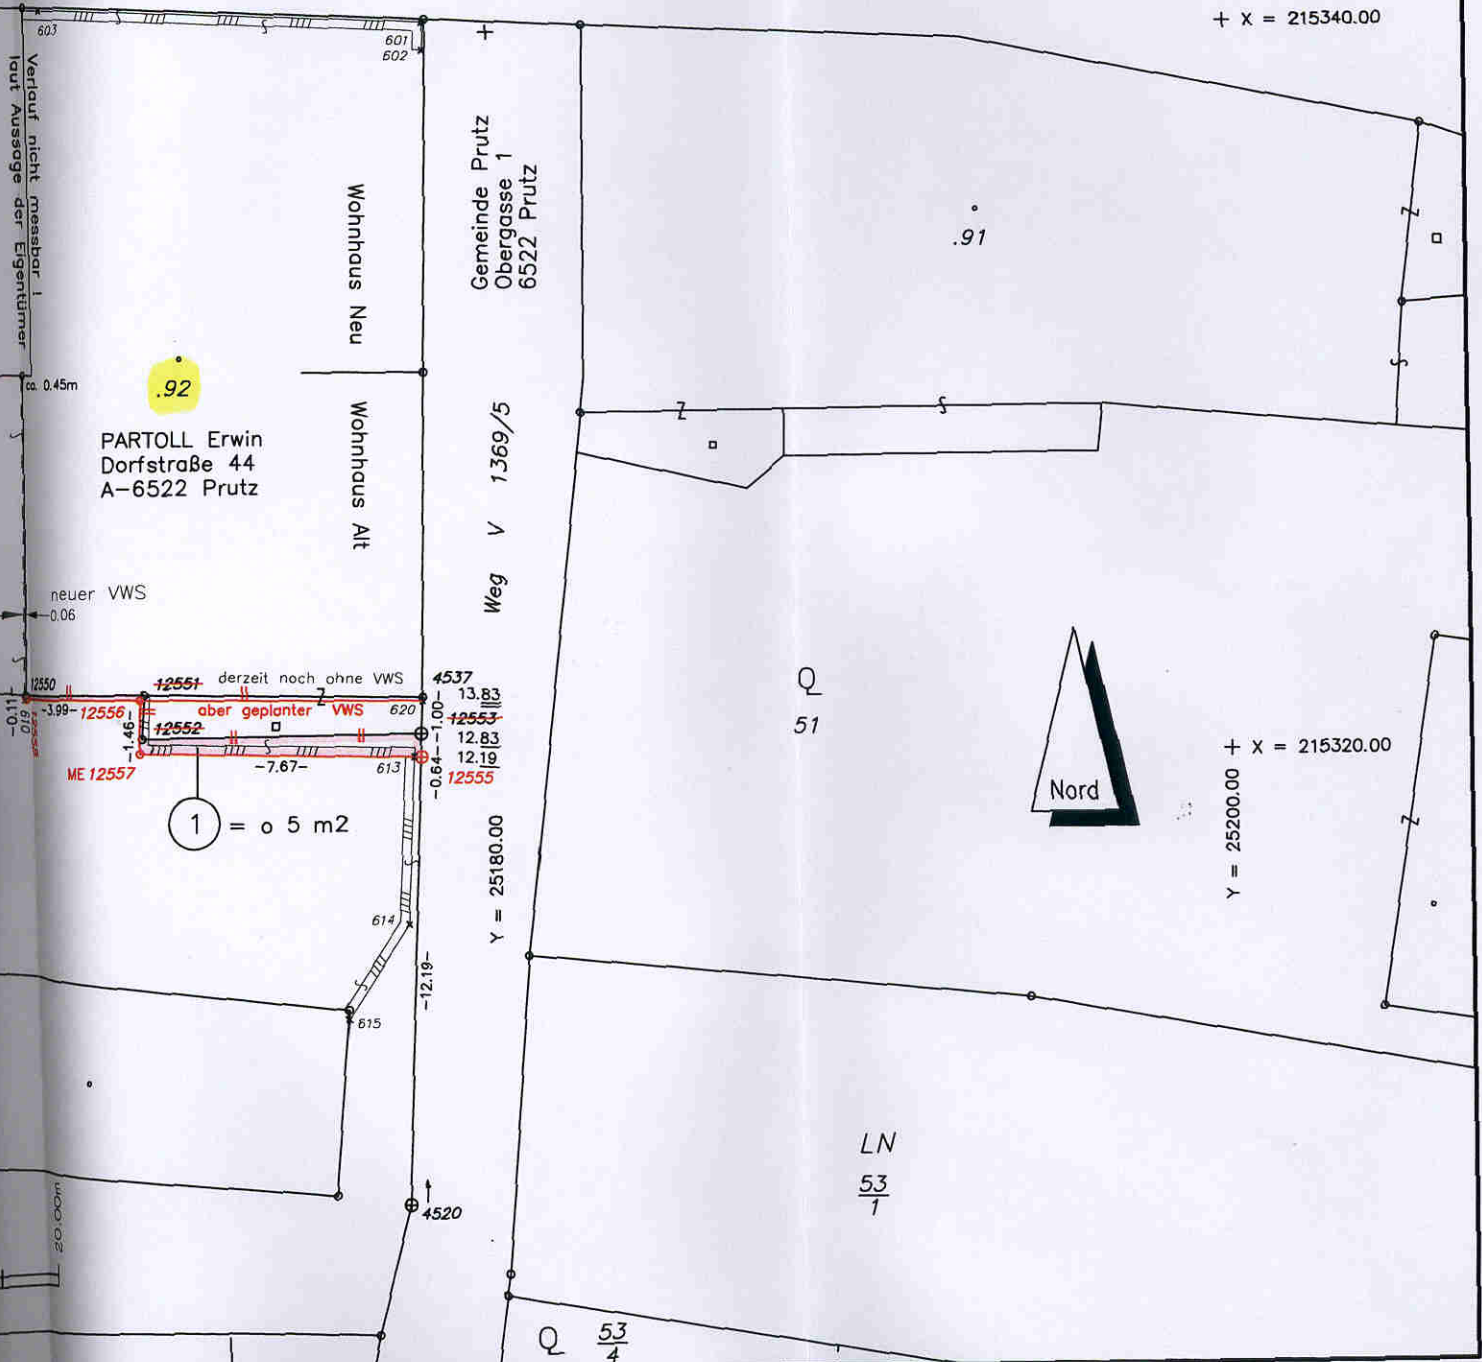 603
601
602
+ X = 215340.00
Verlauf nicht messbar !
laut Aussage der Eigentümer
Wohnhaus Neu
Gemeinde Prutz
Obergasse 1
6522 Prutz
.91
ca. 0.45m
.92
PARTOLL Erwin
Dorfstraße 44
A-6522 Prutz
Wohnhaus Alt
Weg V 1369/5
neuer VWS
0.06
12550
12551 derzeit noch ohne VWS
4537
13.83
-3.99- 12556
aber geplanter VWS
620
-1.00-
12553
-0.11-
610
12558
-1.46-
12552
12.83
12.19
ME 12557
-7.67-
613
-0.64-
12555
1 = o 5 m2
Q
51
Nord
+ X = 215320.00
Y = 25200.00
Y = 25180.00
614
-12.19-
615
4520
20.00m
LN
53
1
Q 53
4